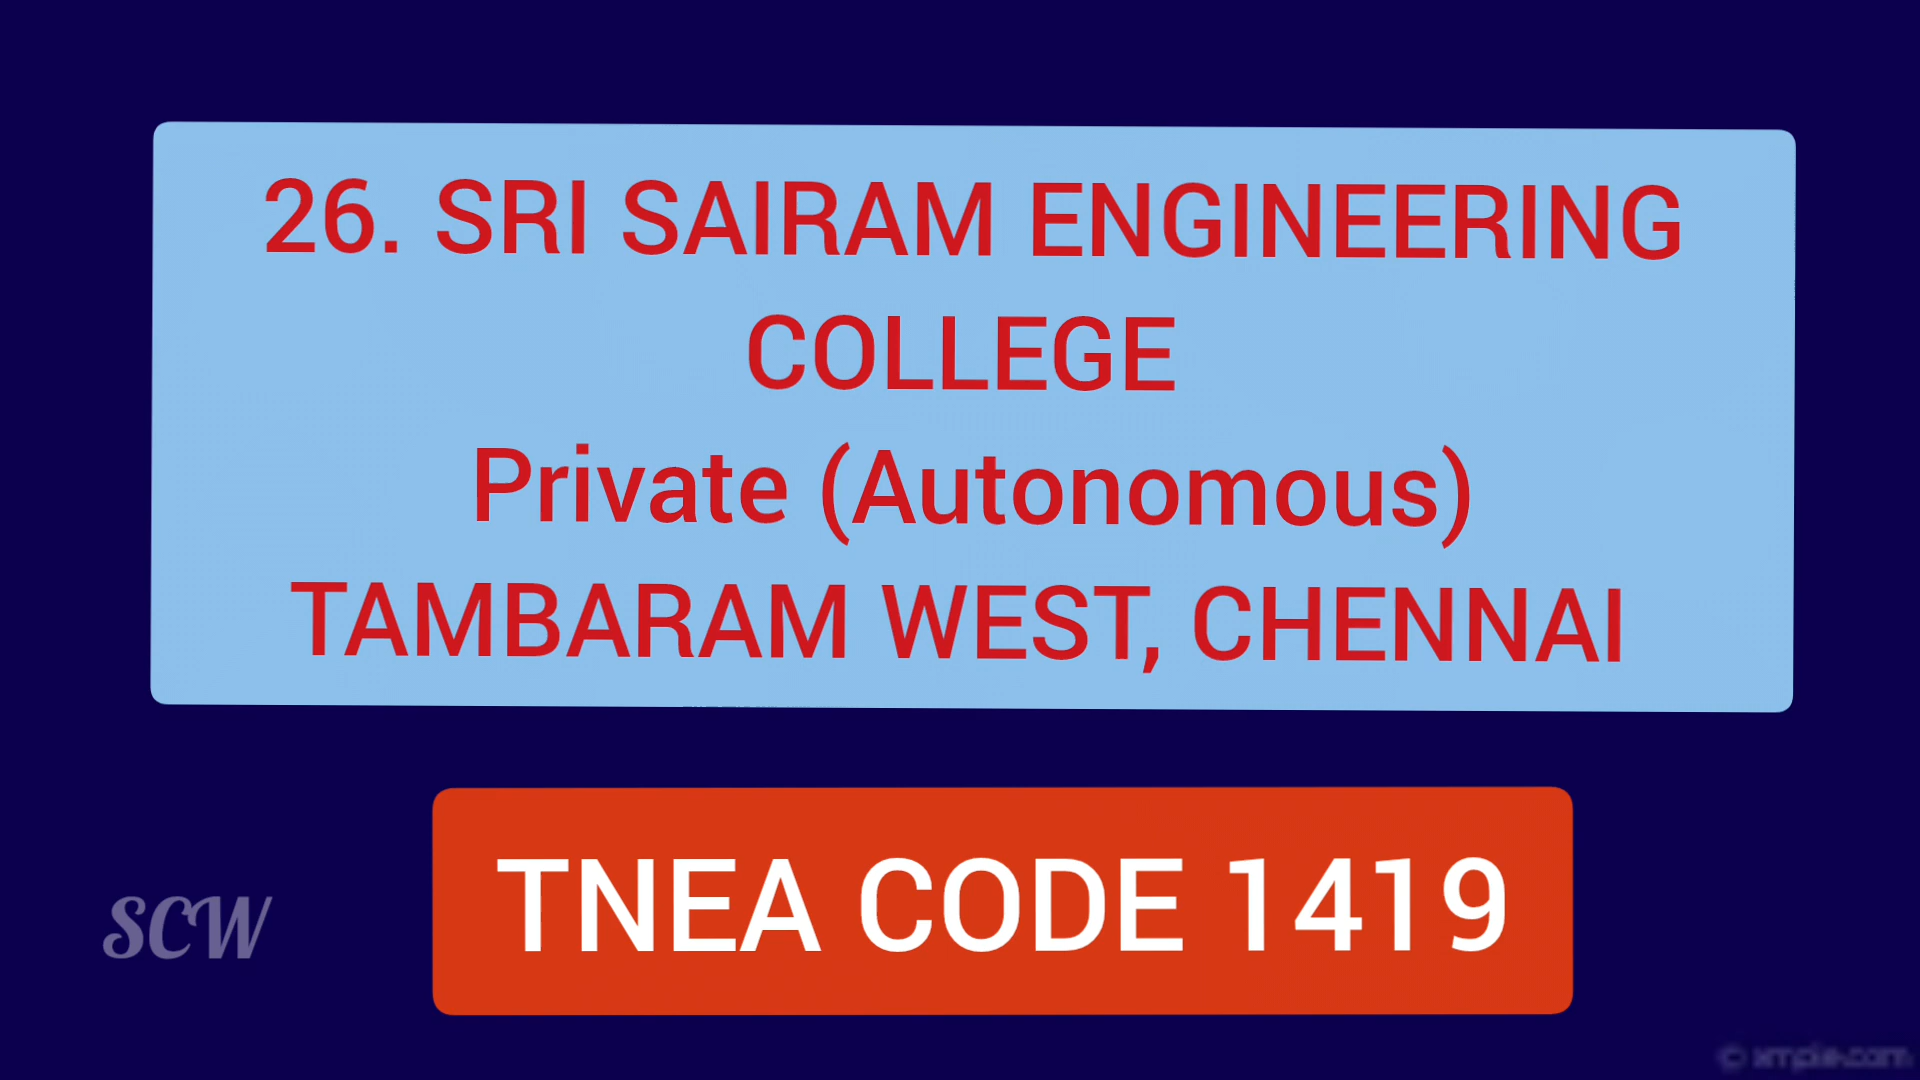 26. SRI SAIRAM ENGINEERING
COLLEGE
Private (Autonomous)
TAMBARAM WEST, CHENNAI
TNEA CODE 1419
SCW